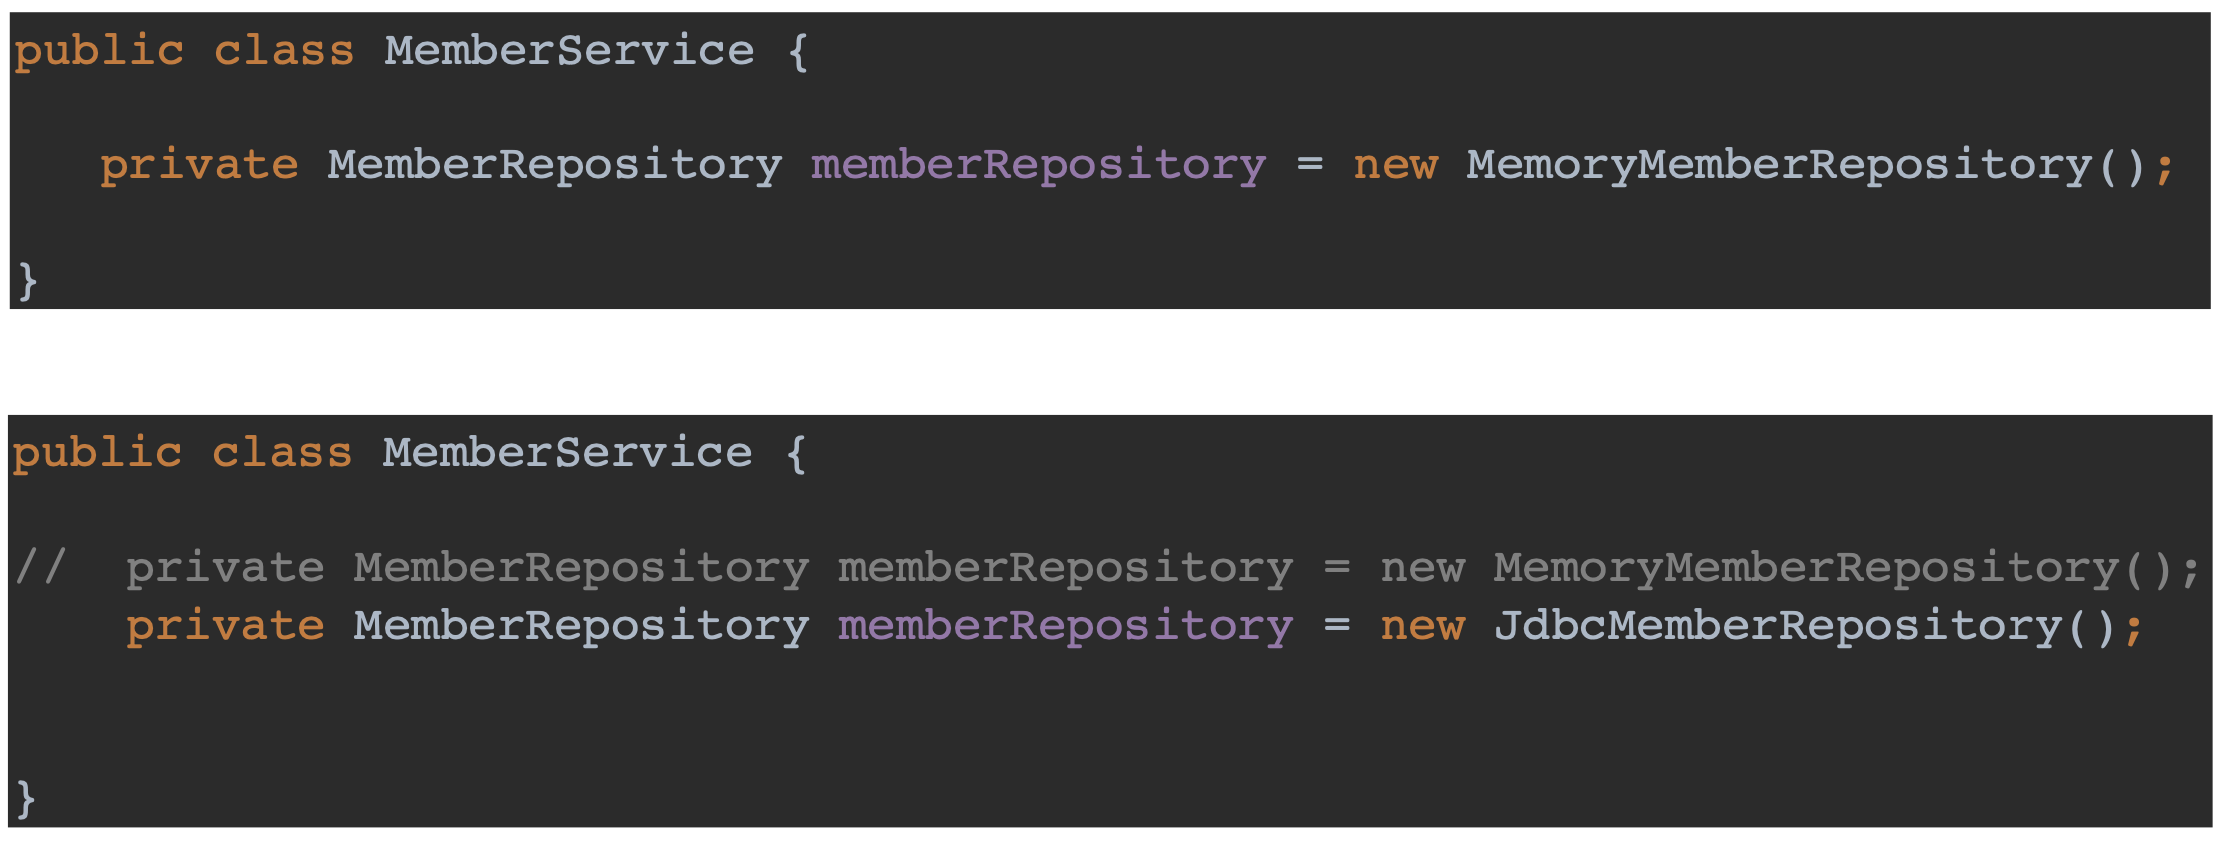 public class MemberService {
private MemberRepository memberRepository = new MemoryMemberRepository();
}
public class MemberService {
//  private MemberRepository memberRepository = new MemoryMemberRepository();
private MemberRepository memberRepository = new JdbcMemberRepository();
}